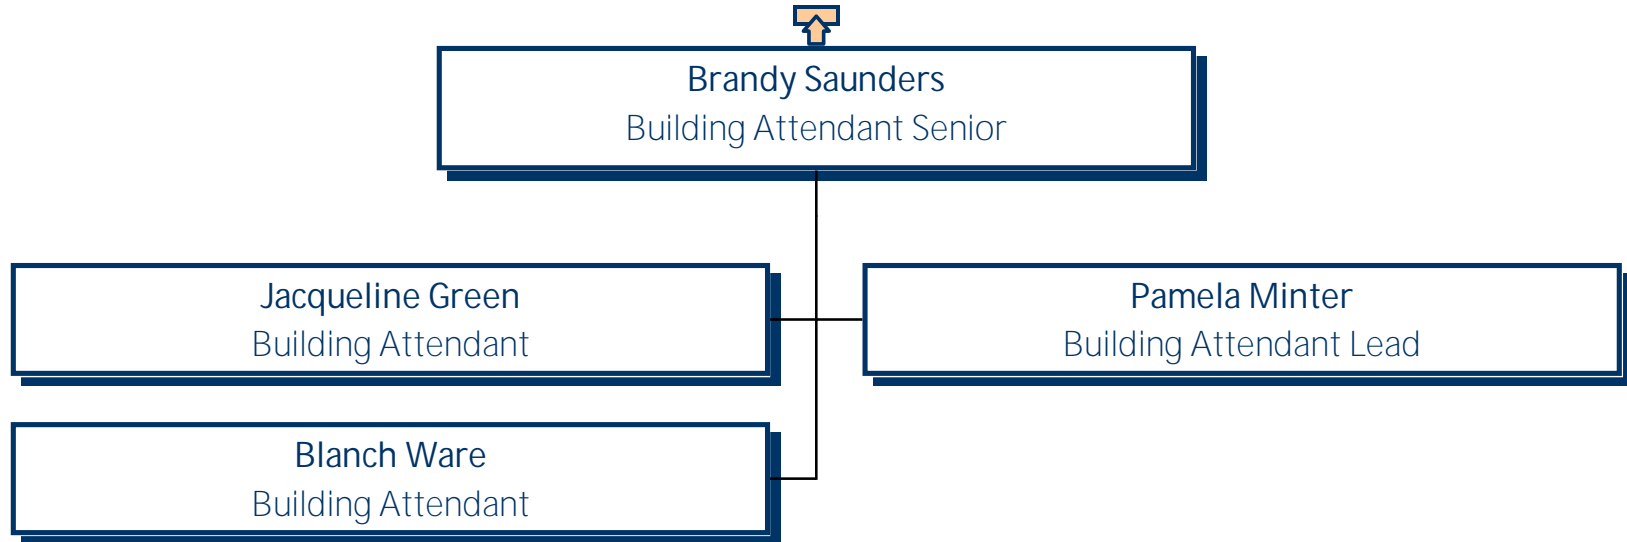 Brandy Saunders
Building Attendant Senior
Jacqueline Green
Building Attendant
Pamela Minter
Building Attendant Lead
Blanch Ware
Building Attendant